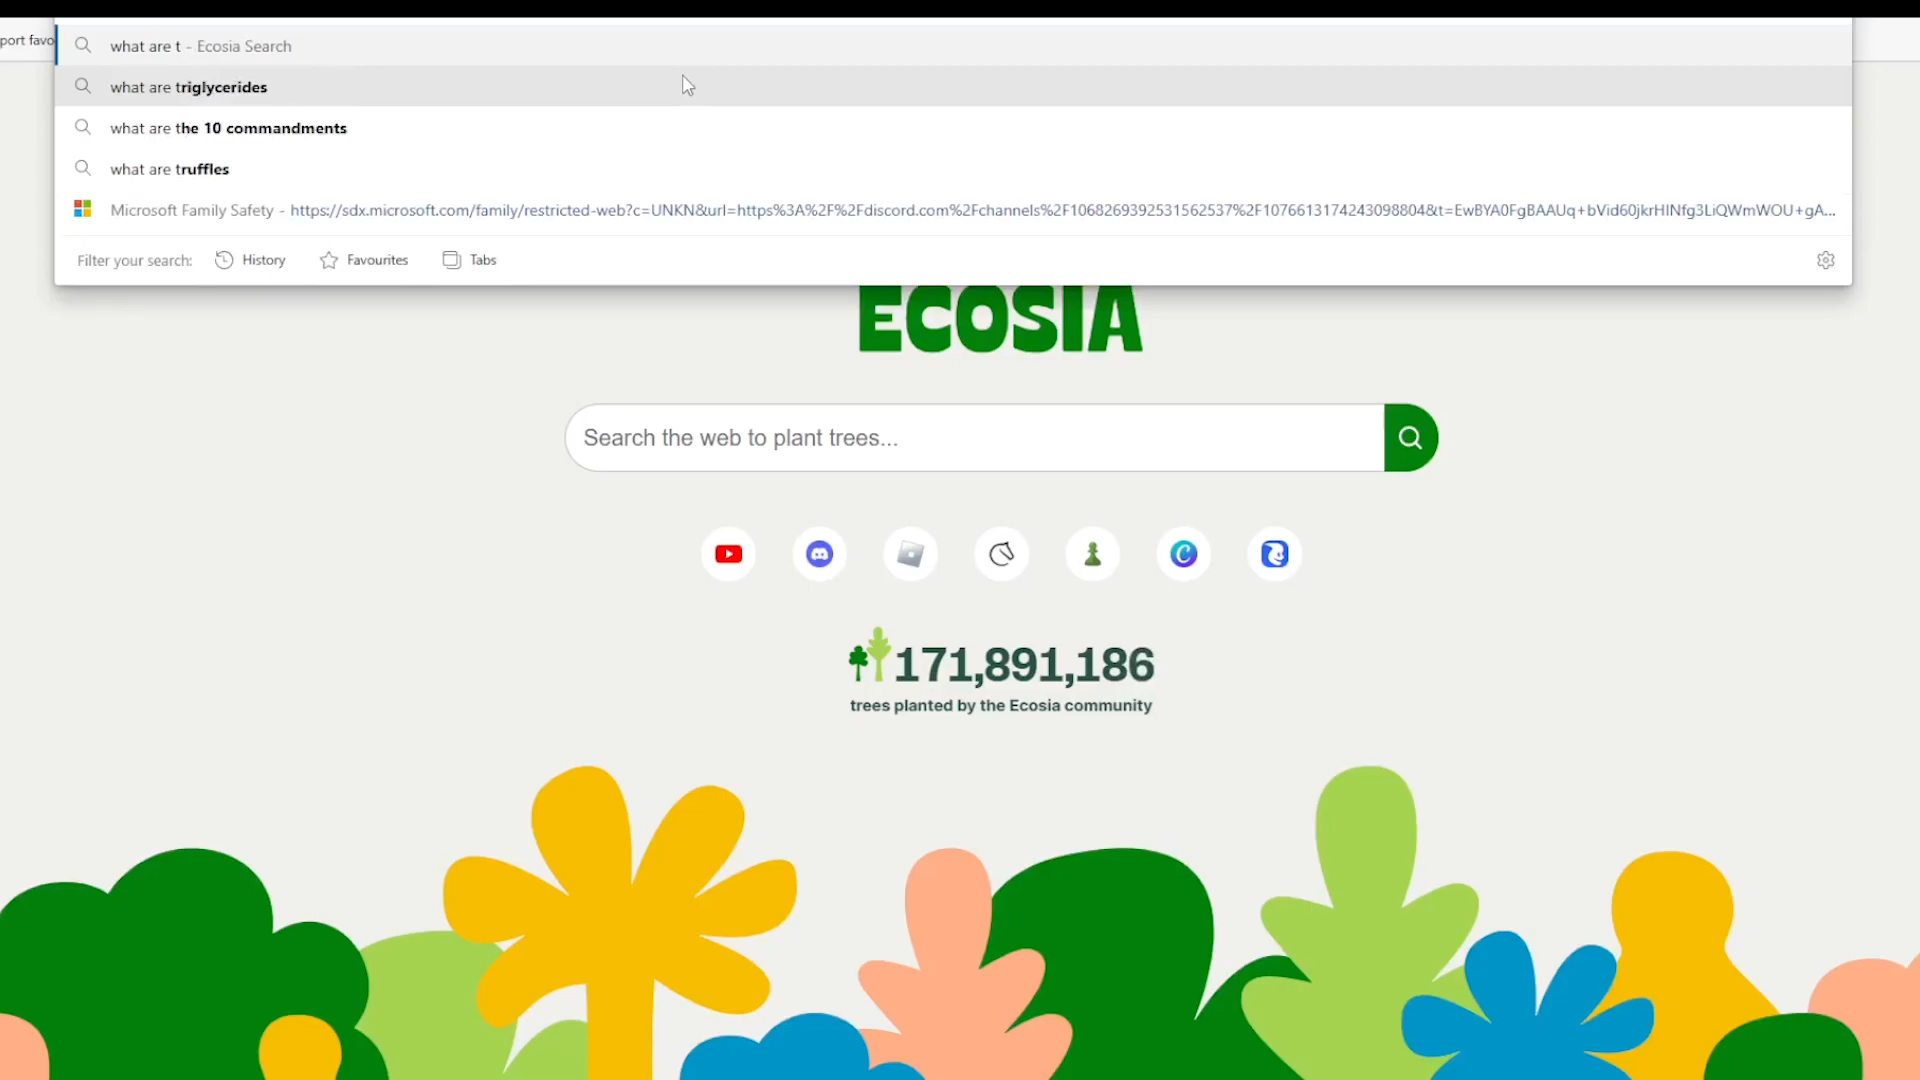 port favo
what are t - Ecosia Search
what are triglycerides
what are the 10 commandments
what are truffles
Microsoft Family Safety - https://sdx.microsoft.com/family/restricted-web?c=UNKN&url=https%3A%2F%2Fdiscord.com%2Fchannels%2F1068269392531562537%2F1076613174243098804&t=EwBYA0FgBAAUq+bVid60jkrHINfg3LiQWmWOU+gA...
Filter your search: History Favourites Tabs
ECOSIA
Search the web to plant trees...
171,891,186
trees planted by the Ecosia community